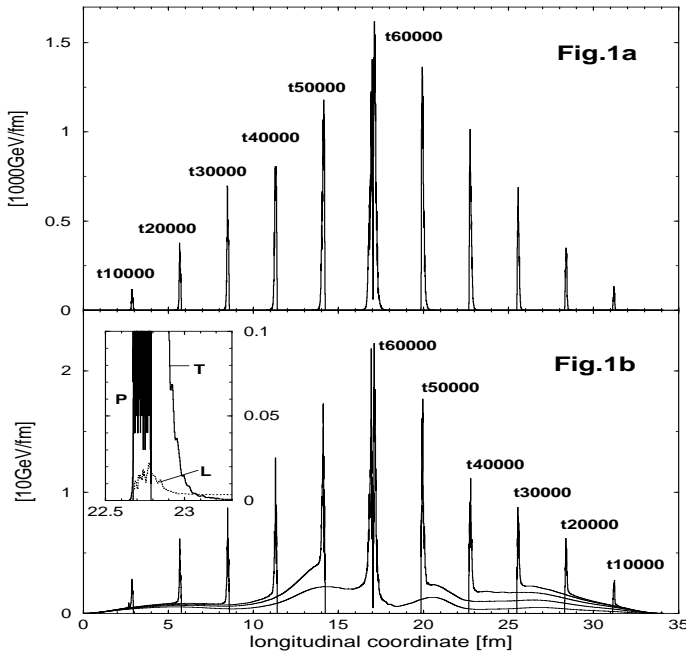 1.5
1
0.5
0
[1000GeV/fm]
Fig.1a
t60000
t50000
t40000
t30000
t20000
t10000
2
1
0
[10GeV/fm]
Fig.1b
0.1
0.05
0
22.5 23
P
T
L
t60000
t50000
t40000
t30000
t20000
t10000
0 5 10 15 20 25 30 35
longitudinal coordinate [fm]